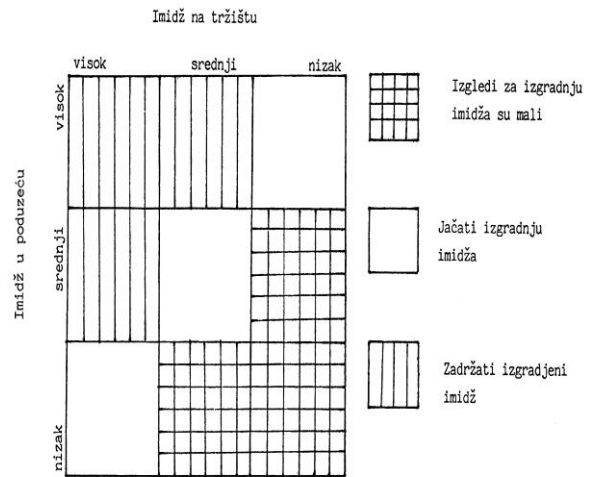 Imidž na tržištu
visok
srednji
nizak
Imidž u poduzeću
visok
srednji
nizak
Izgledi za izgradnju
imidža su mali
Jačati izgradnju
imidža
Zadržati izgradjeni
imidž